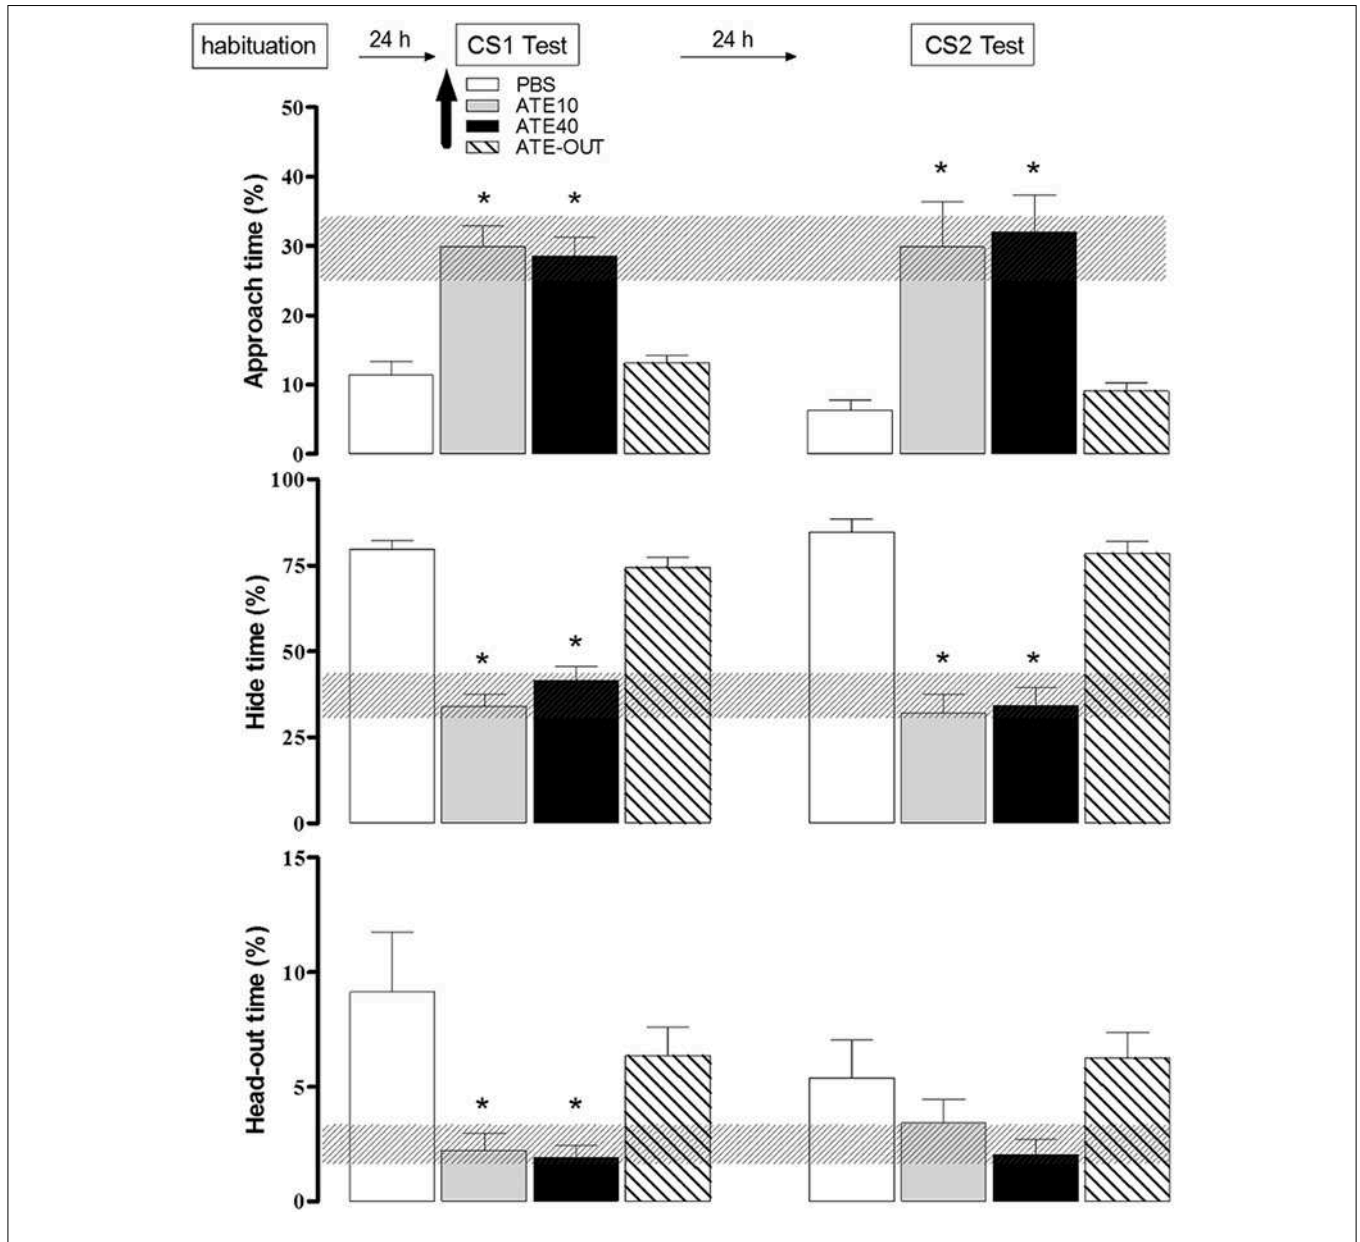 habituation 24 h CS1 Test 24 h CS2 Test
PBS
ATE10
ATE40
ATE-OUT
Approach time (%)
50
40
30
20
10
0
* * * *
Hide time (%)
100
75
50
25
0
* * * *
Head-out time (%)
15
10
5
0
* *